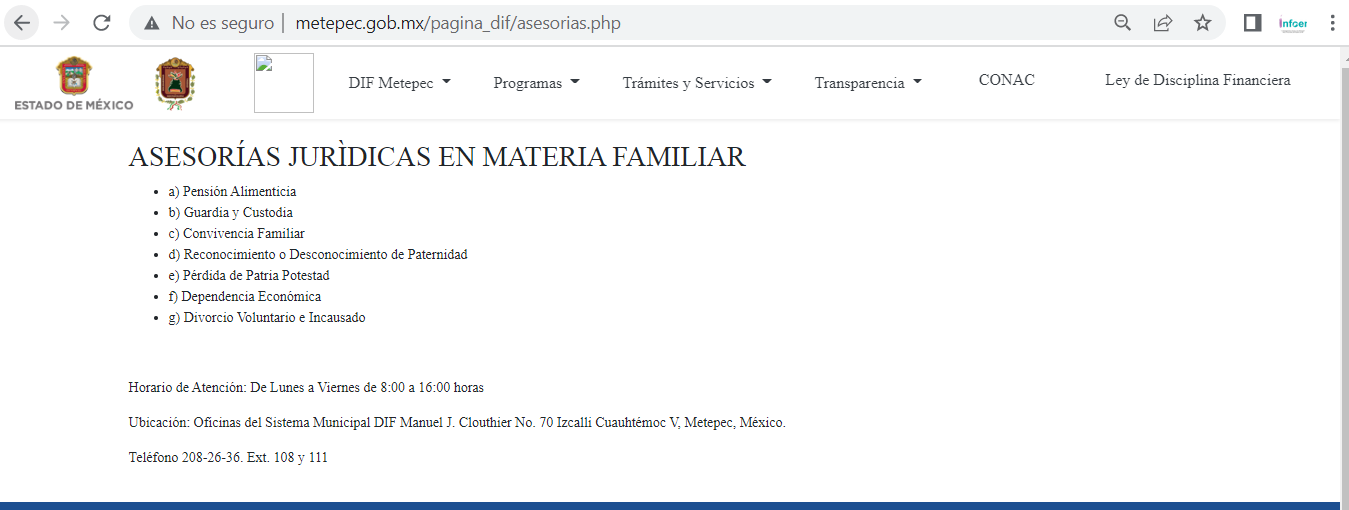 No es seguro | metepec.gob.mx/pagina_dif/asesorias.php
Infoem
ESTADO DE MÉXICO
DIF Metepec
Programas
Trámites y Servicios
Transparencia
CONAC
Ley de Disciplina Financiera
ASESORÍAS JURÌDICAS EN MATERIA FAMILIAR
• a) Pensión Alimenticia
• b) Guardia y Custodia
• c) Convivencia Familiar
• d) Reconocimiento o Desconocimiento de Paternidad
• e) Pérdida de Patria Potestad
• f) Dependencia Económica
• g) Divorcio Voluntario e Incausado
Horario de Atención: De Lunes a Viernes de 8:00 a 16:00 horas
Ubicación: Oficinas del Sistema Municipal DIF Manuel J. Clouthier No. 70 Izcalli Cuauhtémoc V, Metepec, México.
Teléfono 208-26-36. Ext. 108 y 111